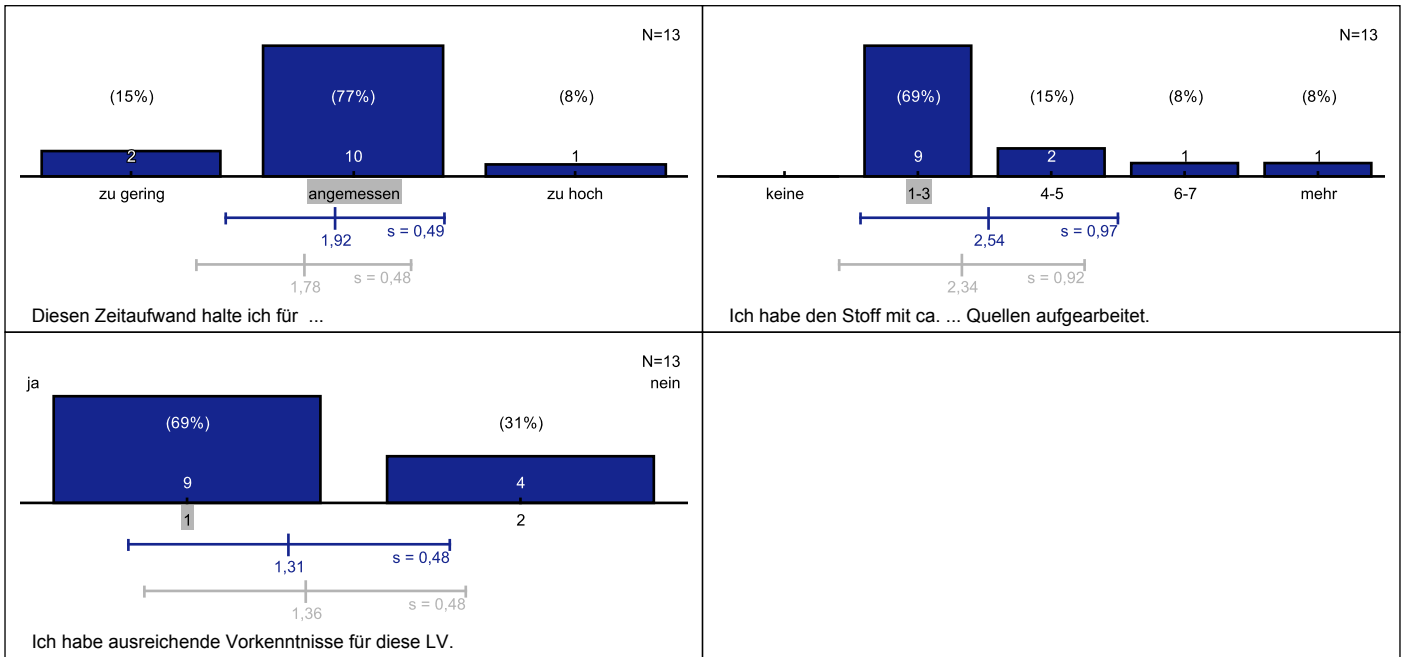 N=13
(15%)
(77%)
(8%)
2
10
1
zu gering
angemessen
zu hoch
s = 0,49
1,92
s = 0,48
1,78
Diesen Zeitaufwand halte ich für ...
N=13
(69%)
(15%)
(8%)
(8%)
9
2
1
1
keine
1-3
4-5
6-7
mehr
s = 0,97
2,54
s = 0,92
2,34
Ich habe den Stoff mit ca. ... Quellen aufgearbeitet.
N=13
ja
nein
(69%)
(31%)
9
4
1
2
s = 0,48
1,31
s = 0,48
1,36
Ich habe ausreichende Vorkenntnisse für diese LV.